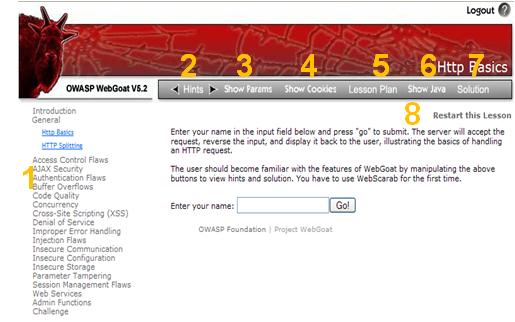 Logout ?
Http Basics
2 3 4 5 6 7
OWASP WebGoat V5.2
Hints
Show Params
Show Cookies
Lesson Plan
Show Java
Solution
8
Restart this Lesson
Introduction
General
Http Basics
HTTP Splitting
Access Control Flaws
AJAX Security
1
Authentication Flaws
Buffer Overflows
Code Quality
Concurrency
Cross-Site Scripting (XSS)
Denial of Service
Improper Error Handling
Injection Flaws
Insecure Communication
Insecure Configuration
Insecure Storage
Parameter Tampering
Session Management Flaws
Web Services
Admin Functions
Challenge
Enter your name in the input field below and press "go" to submit. The server will accept the
request, reverse the input, and display it back to the user, illustrating the basics of handling
an HTTP request.
The user should become familiar with the features of WebGoat by manipulating the above
buttons to view hints and solution. You have to use WebScarab for the first time.
Enter your name:
Go!
OWASP Foundation | Project WebGoat